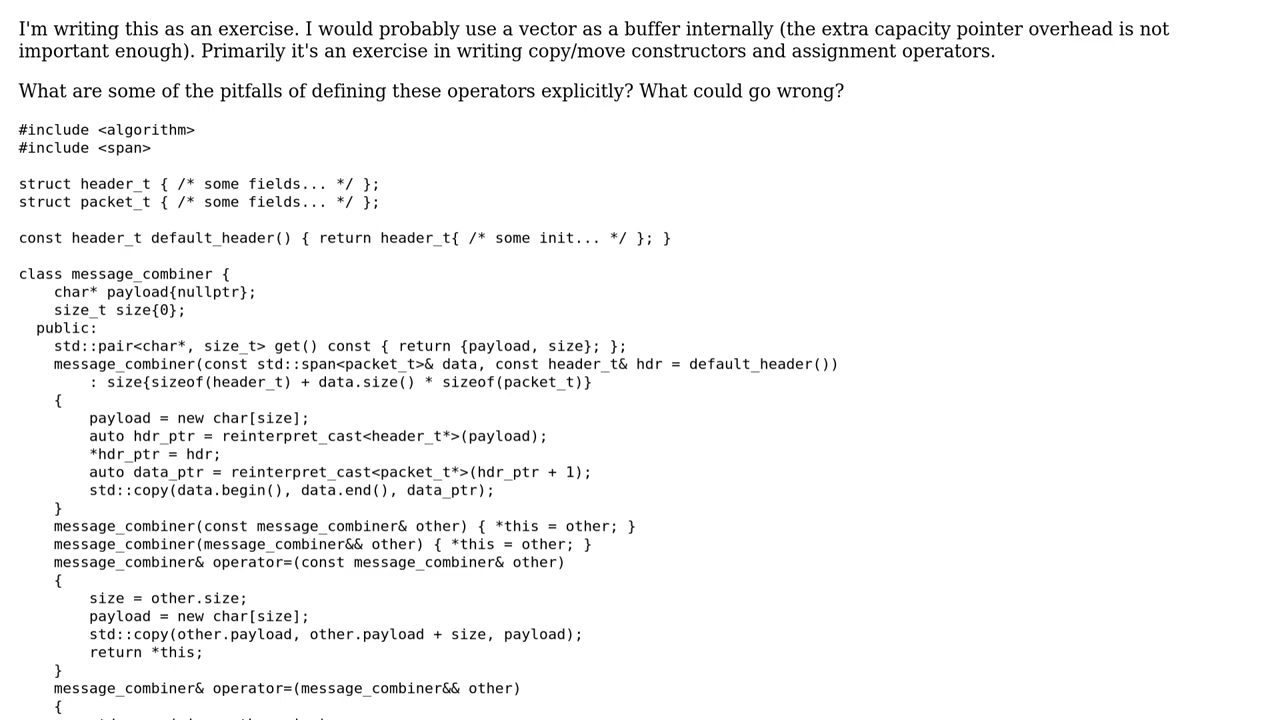 I'm writing this as an exercise. I would probably use a vector as a buffer internally (the extra capacity pointer overhead is not
important enough). Primarily it's an exercise in writing copy/move constructors and assignment operators.
What are some of the pitfalls of defining these operators explicitly? What could go wrong?
#include <algorithm>
#include <span>
struct header_t { /* some fields... */ };
struct packet_t { /* some fields... */ };
const header_t default_header() { return header_t{ /* some init... */ }; }
class message_combiner {
    char* payload{nullptr};
    size_t size{0};
  public:
    std::pair<char*, size_t> get() const { return {payload, size}; };
    message_combiner(const std::span<packet_t>& data, const header_t& hdr = default_header())
        : size{sizeof(header_t) + data.size() * sizeof(packet_t)}
    {
        payload = new char[size];
        auto hdr_ptr = reinterpret_cast<header_t*>(payload);
        *hdr_ptr = hdr;
        auto data_ptr = reinterpret_cast<packet_t*>(hdr_ptr + 1);
        std::copy(data.begin(), data.end(), data_ptr);
    }
    message_combiner(const message_combiner& other) { *this = other; }
    message_combiner(message_combiner&& other) { *this = other; }
    message_combiner& operator=(const message_combiner& other)
    {
        size = other.size;
        payload = new char[size];
        std::copy(other.payload, other.payload + size, payload);
        return *this;
    }
    message_combiner& operator=(message_combiner&& other)
    {